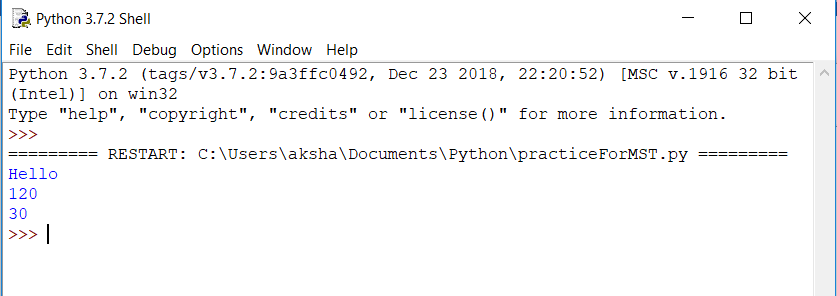 Python 3.7.2 Shell
File Edit Shell Debug Options Window Help
Python 3.7.2 (tags/v3.7.2:9a3ffc0492, Dec 23 2018, 22:20:52) [MSC v.1916 32 bit
(Intel)] on win32
Type "help", "copyright", "credits" or "license()" for more information.
>>>
========= RESTART: C:\Users\aksha\Documents\Python\practiceForMST.py =========
Hello
120
30
>>>